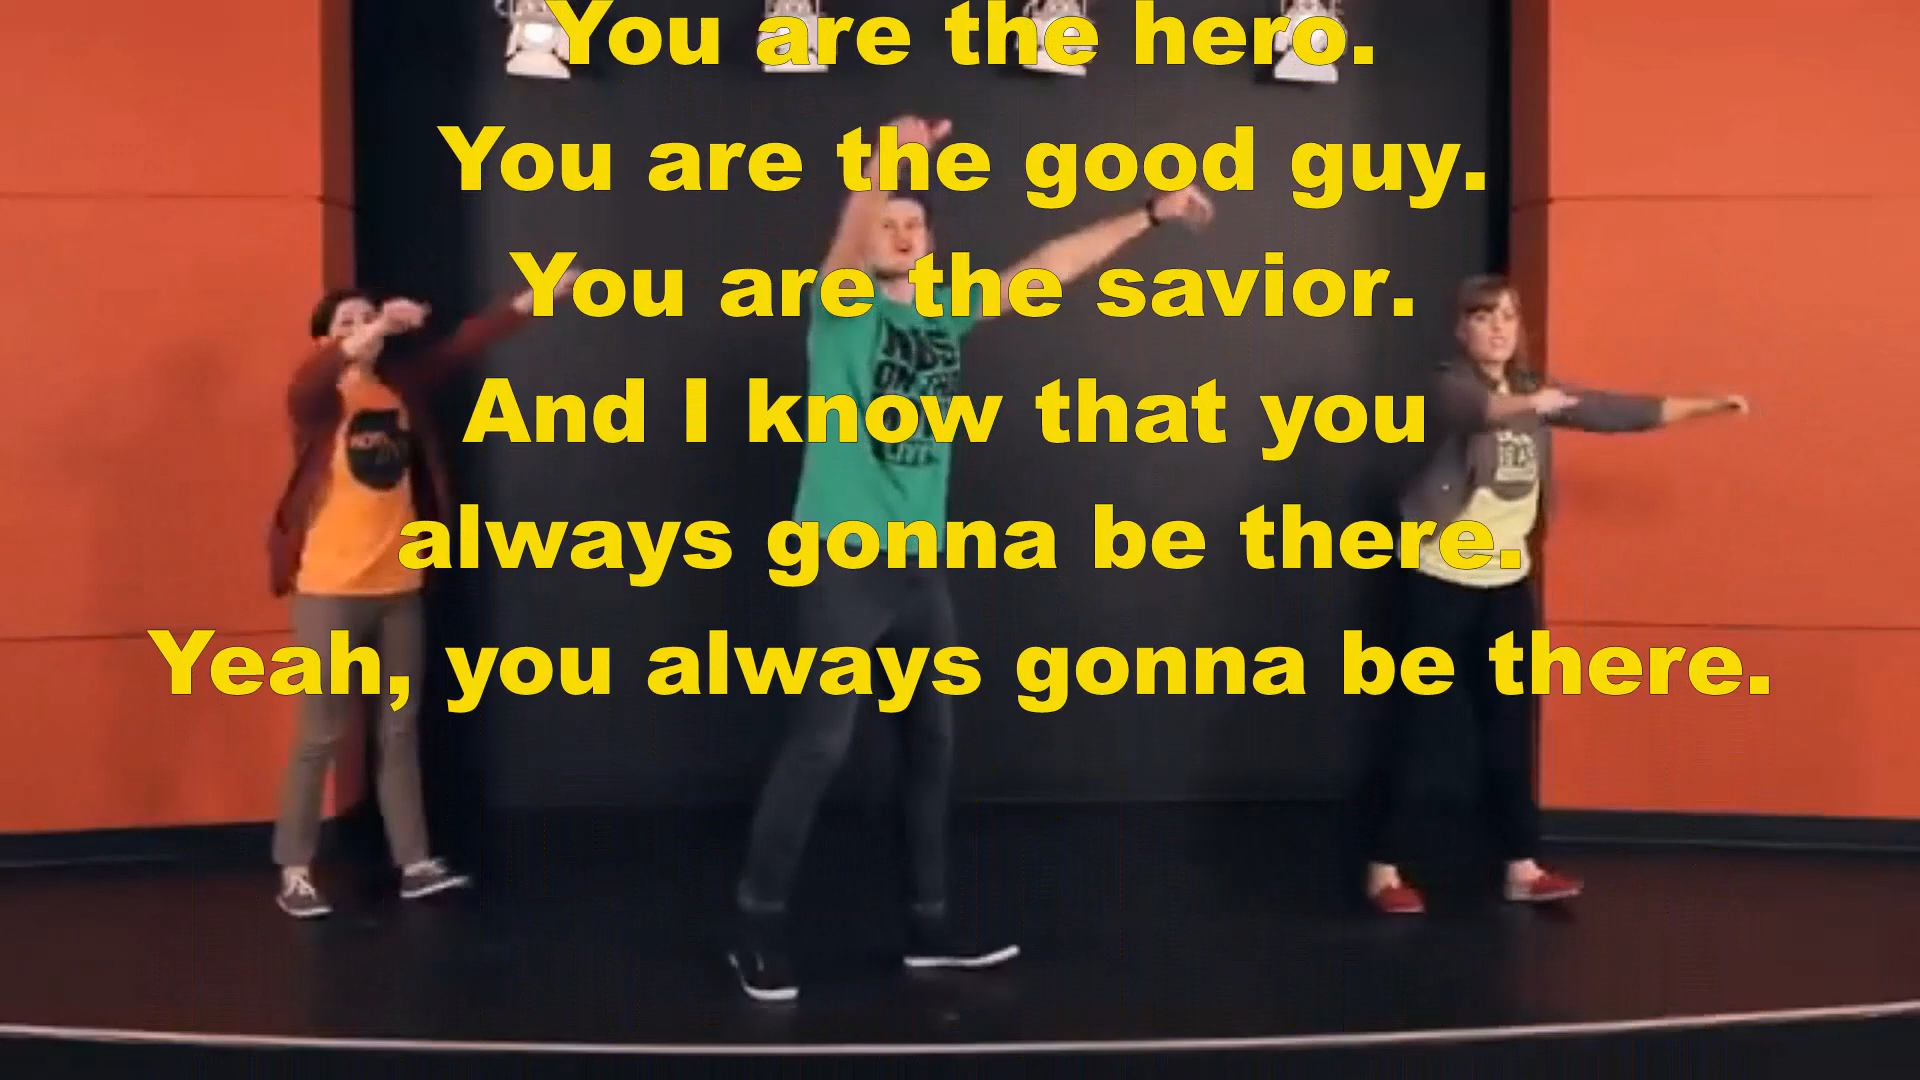 You are the hero.
You are the good guy.
You are the savior.
And I know that you
always gonna be there.
Yeah, you always gonna be there.